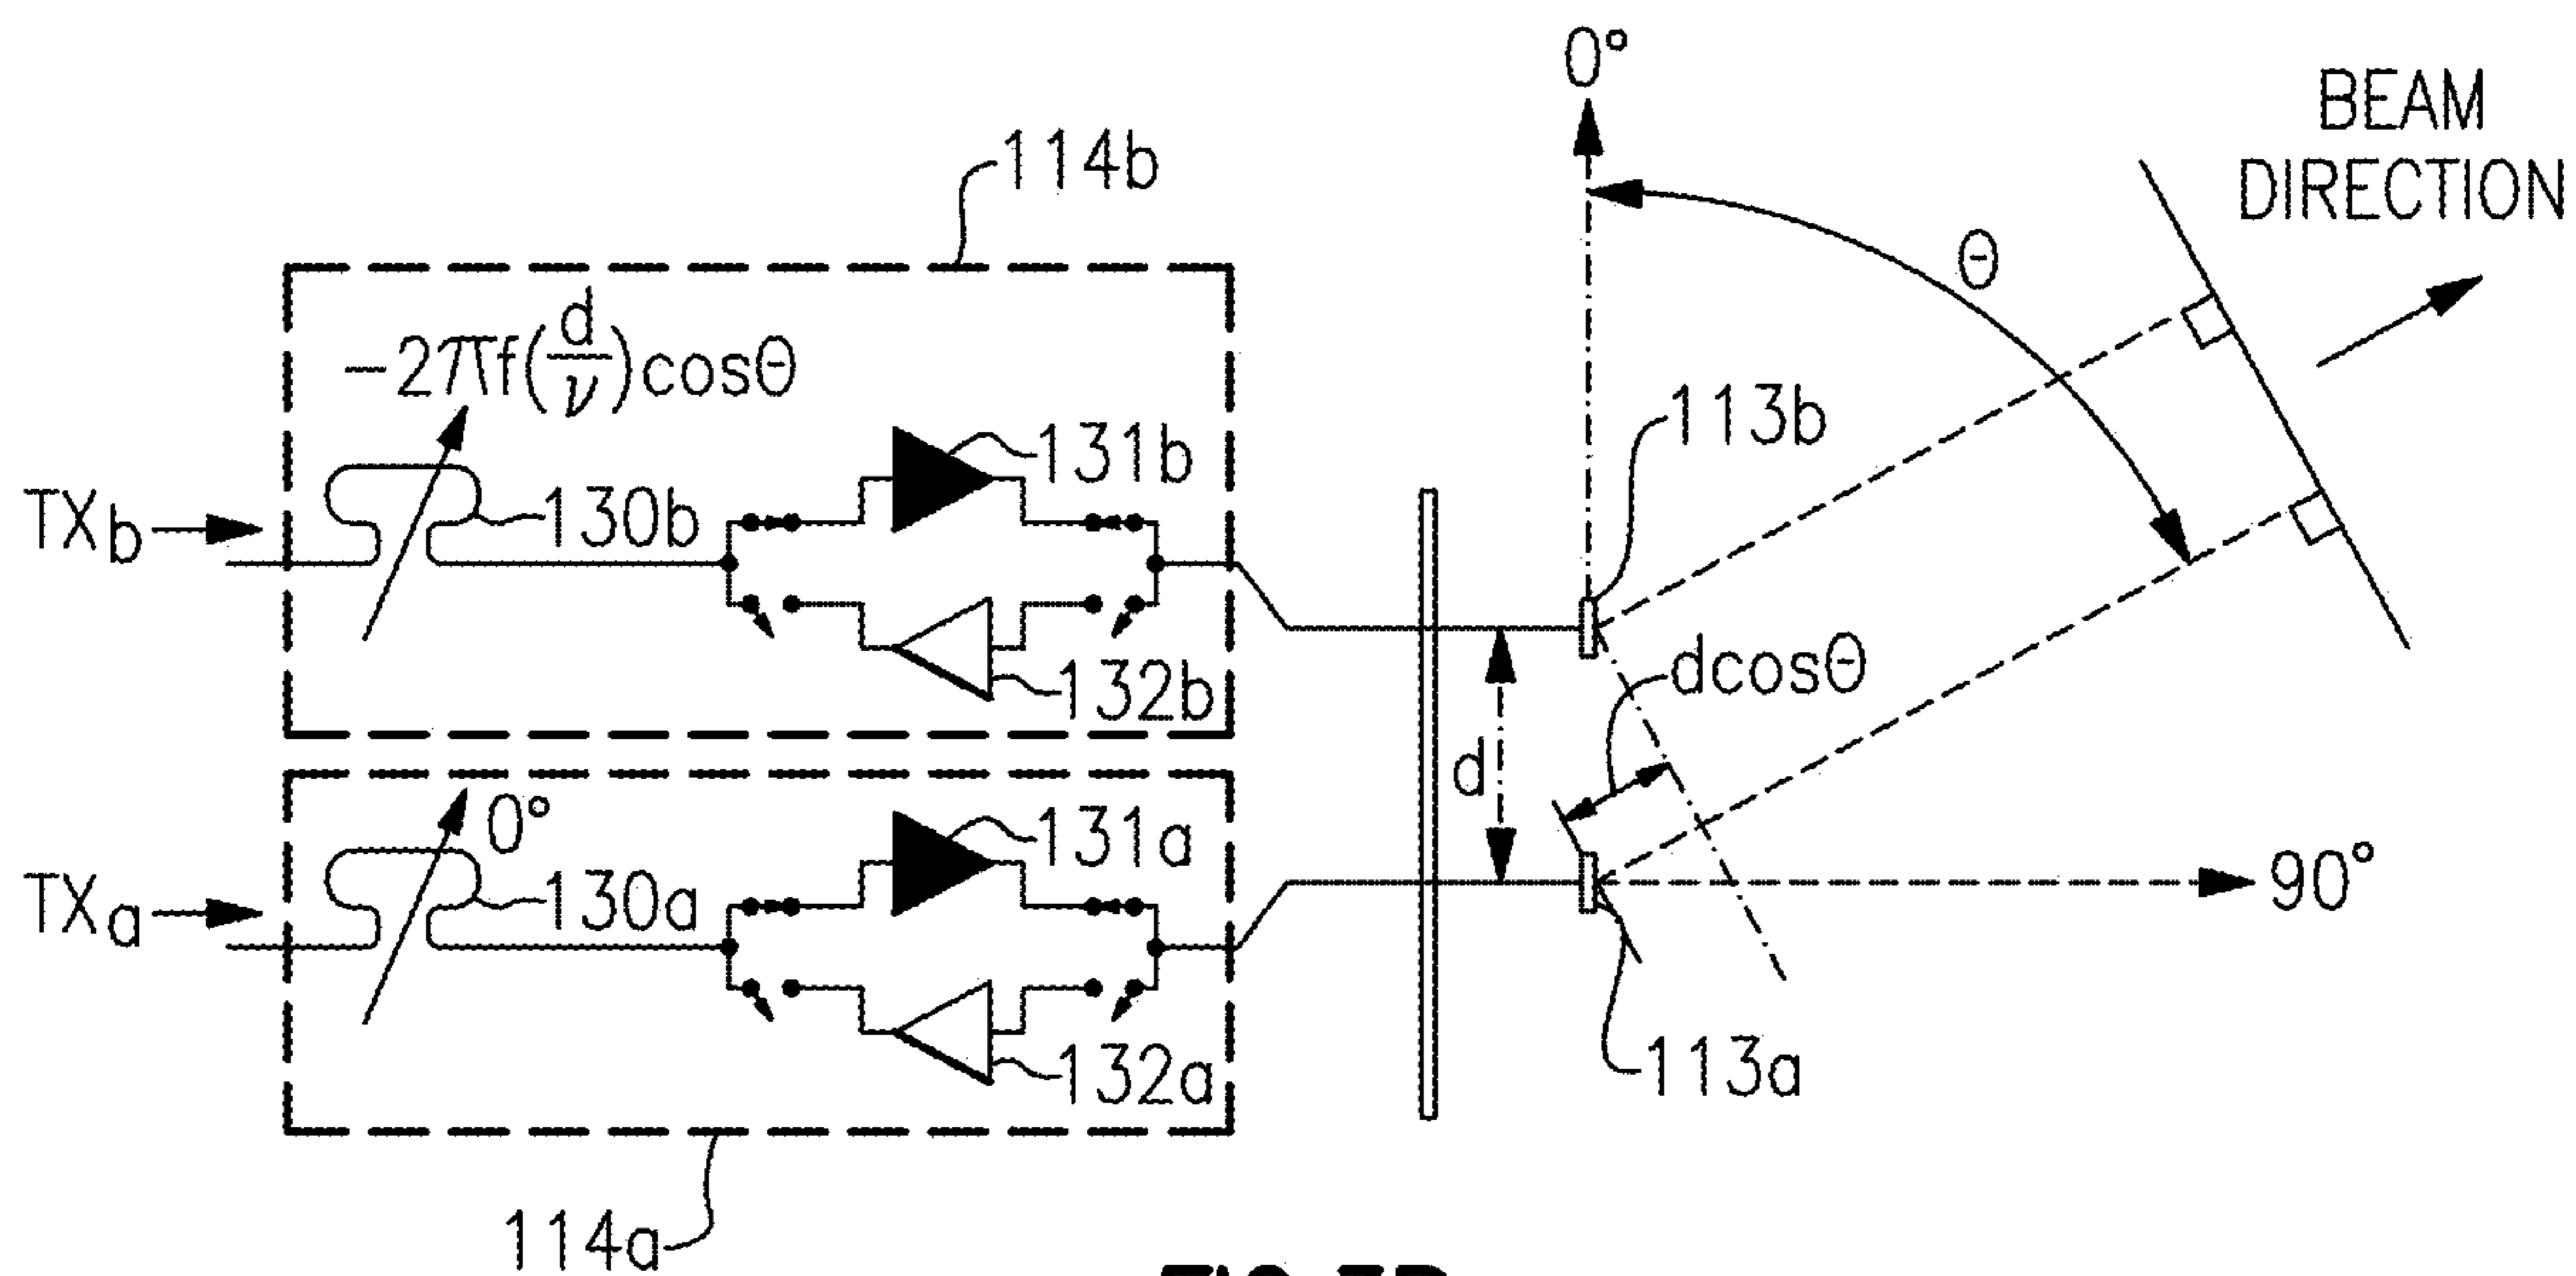 0°
BEAM
DIRECTION
114b
θ
-2πf(d/ν)cosθ
113b
131b
TXb
130b
dcosθ
132b
d
0°
131a
TXa
130a
90°
132a
113a
114a